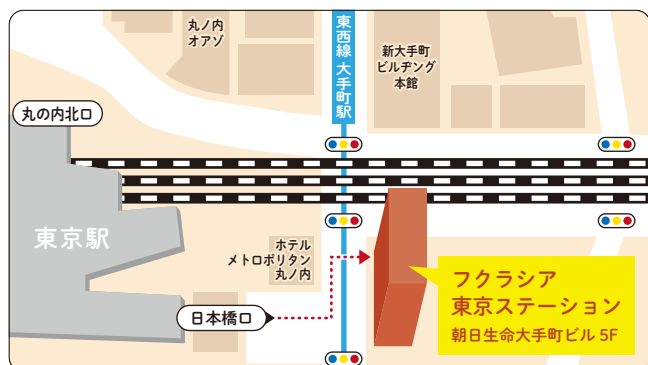 丸ノ内
オアゾ
東西線 大手町駅
新大手町
ビルヂング
本館
丸の内北口
東京駅
ホテル
メトロポリタン
丸ノ内
日本橋口
フクラシア
東京ステーション
朝日生命大手町ビル 5F